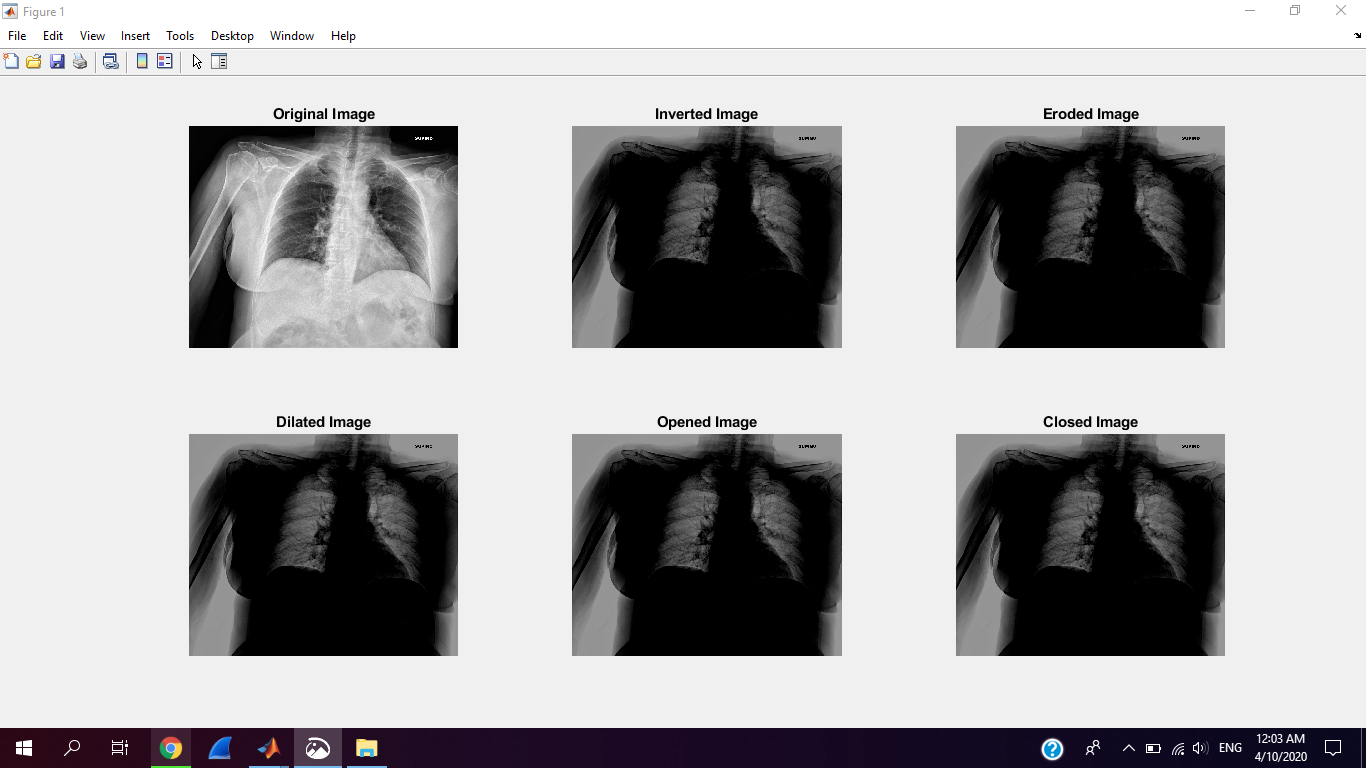 Figure 1
File Edit View Insert Tools Desktop Window Help
Original Image Inverted Image Eroded Image
Dilated Image Opened Image Closed Image
ENG
12:03 AM
4/10/2020